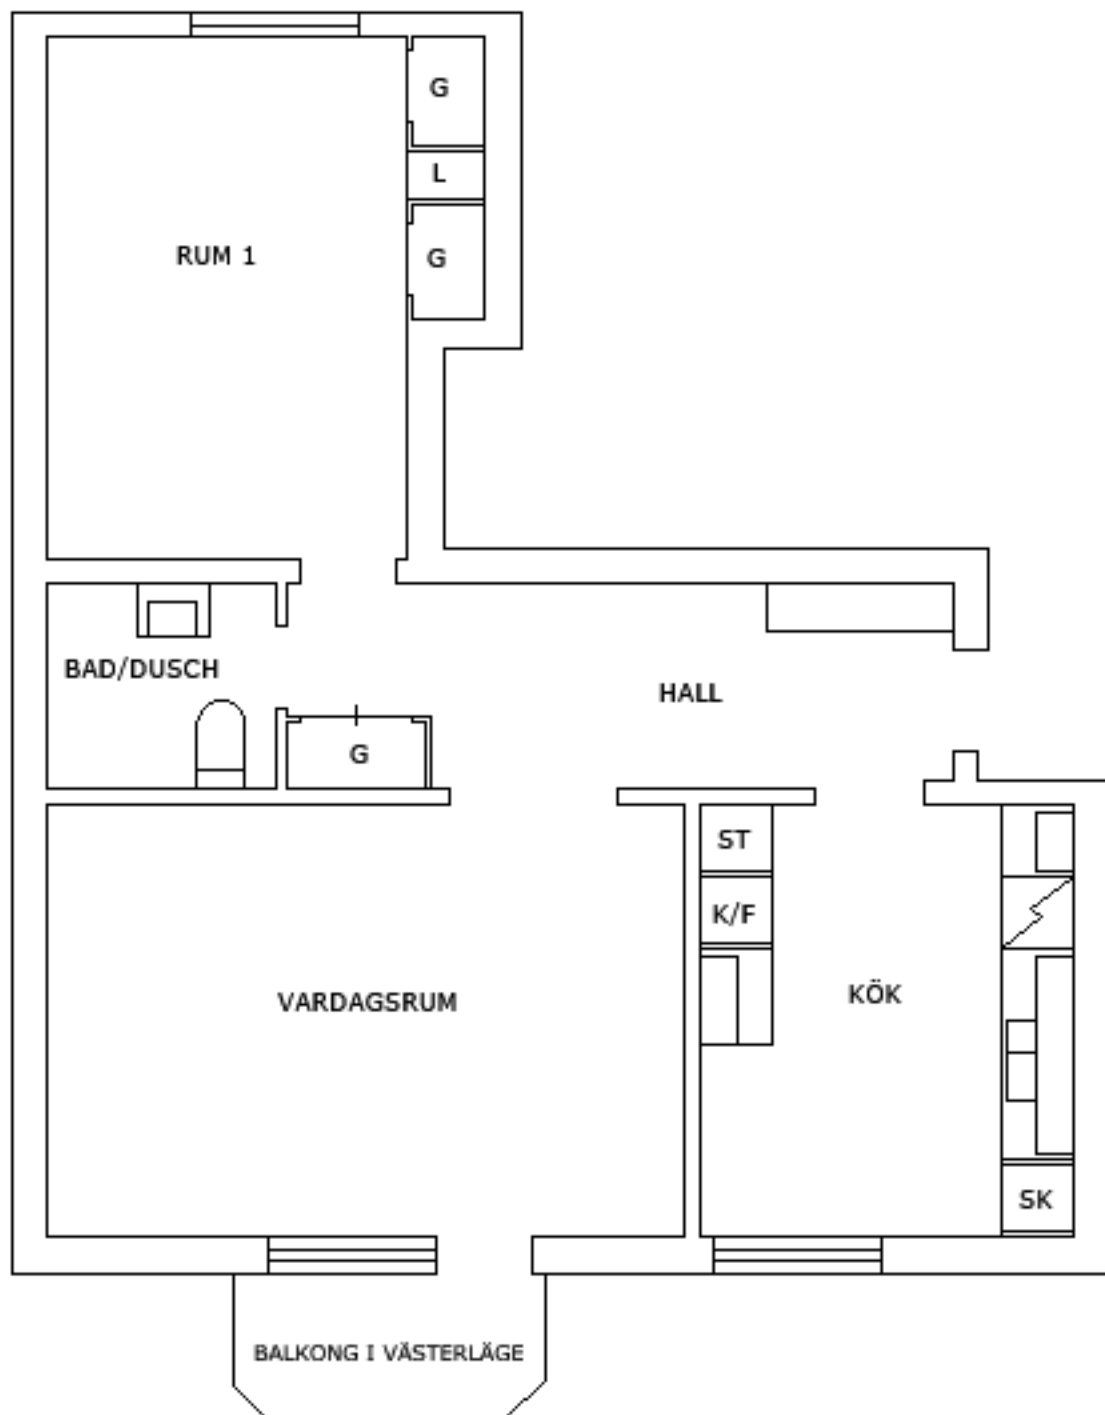 G
L
G
RUM 1
BAD/DUSCH
HALL
G
ST
K/F
VARDAGSRUM
KÖK
SK
BALKONG I VÄSTERLÄGE